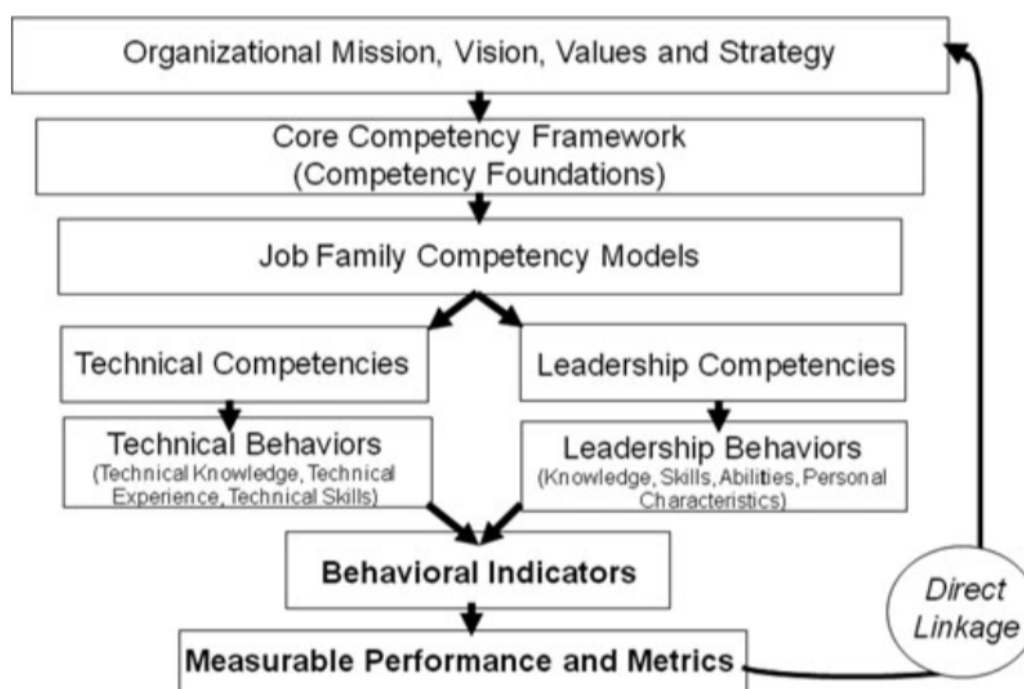 Organizational Mission, Vision, Values and Strategy
Core Competency Framework
(Competency Foundations)
Job Family Competency Models
Technical Competencies
Leadership Competencies
Technical Behaviors
(Technical Knowledge, Technical
Experience, Technical Skills)
Leadership Behaviors
(Knowledge, Skills, Abilities, Personal
Characteristics)
Behavioral Indicators
Direct
Linkage
Measurable Performance and Metrics